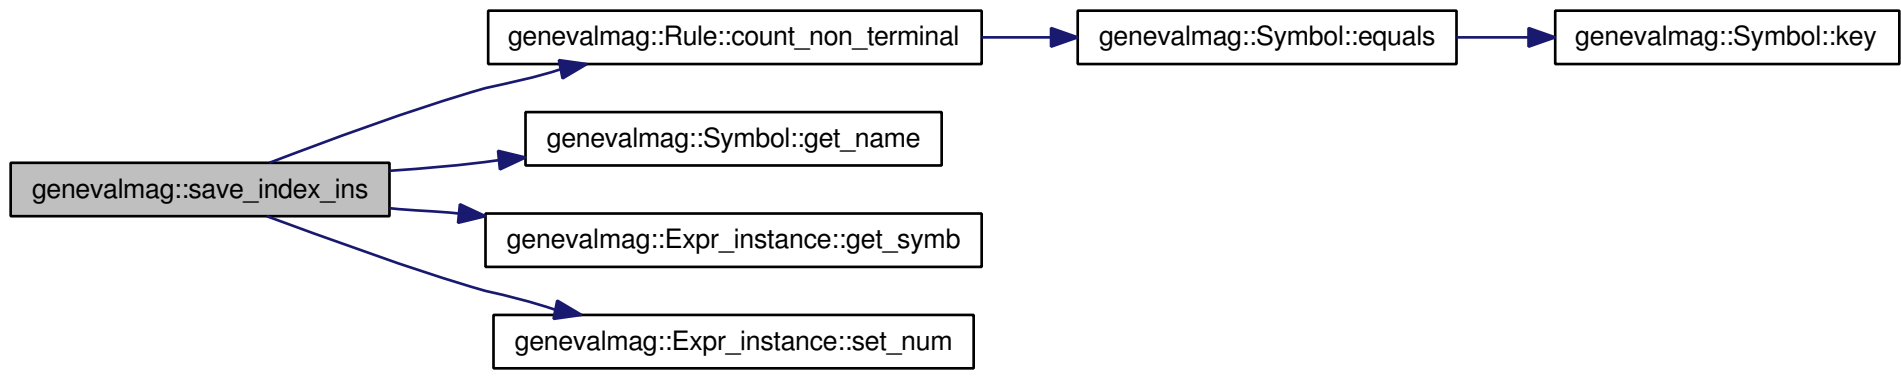 genevalmag::Rule::count_non_terminal
genevalmag::Symbol::equals
genevalmag::Symbol::key
genevalmag::Symbol::get_name
genevalmag::save_index_ins
genevalmag::Expr_instance::get_symb
genevalmag::Expr_instance::set_num